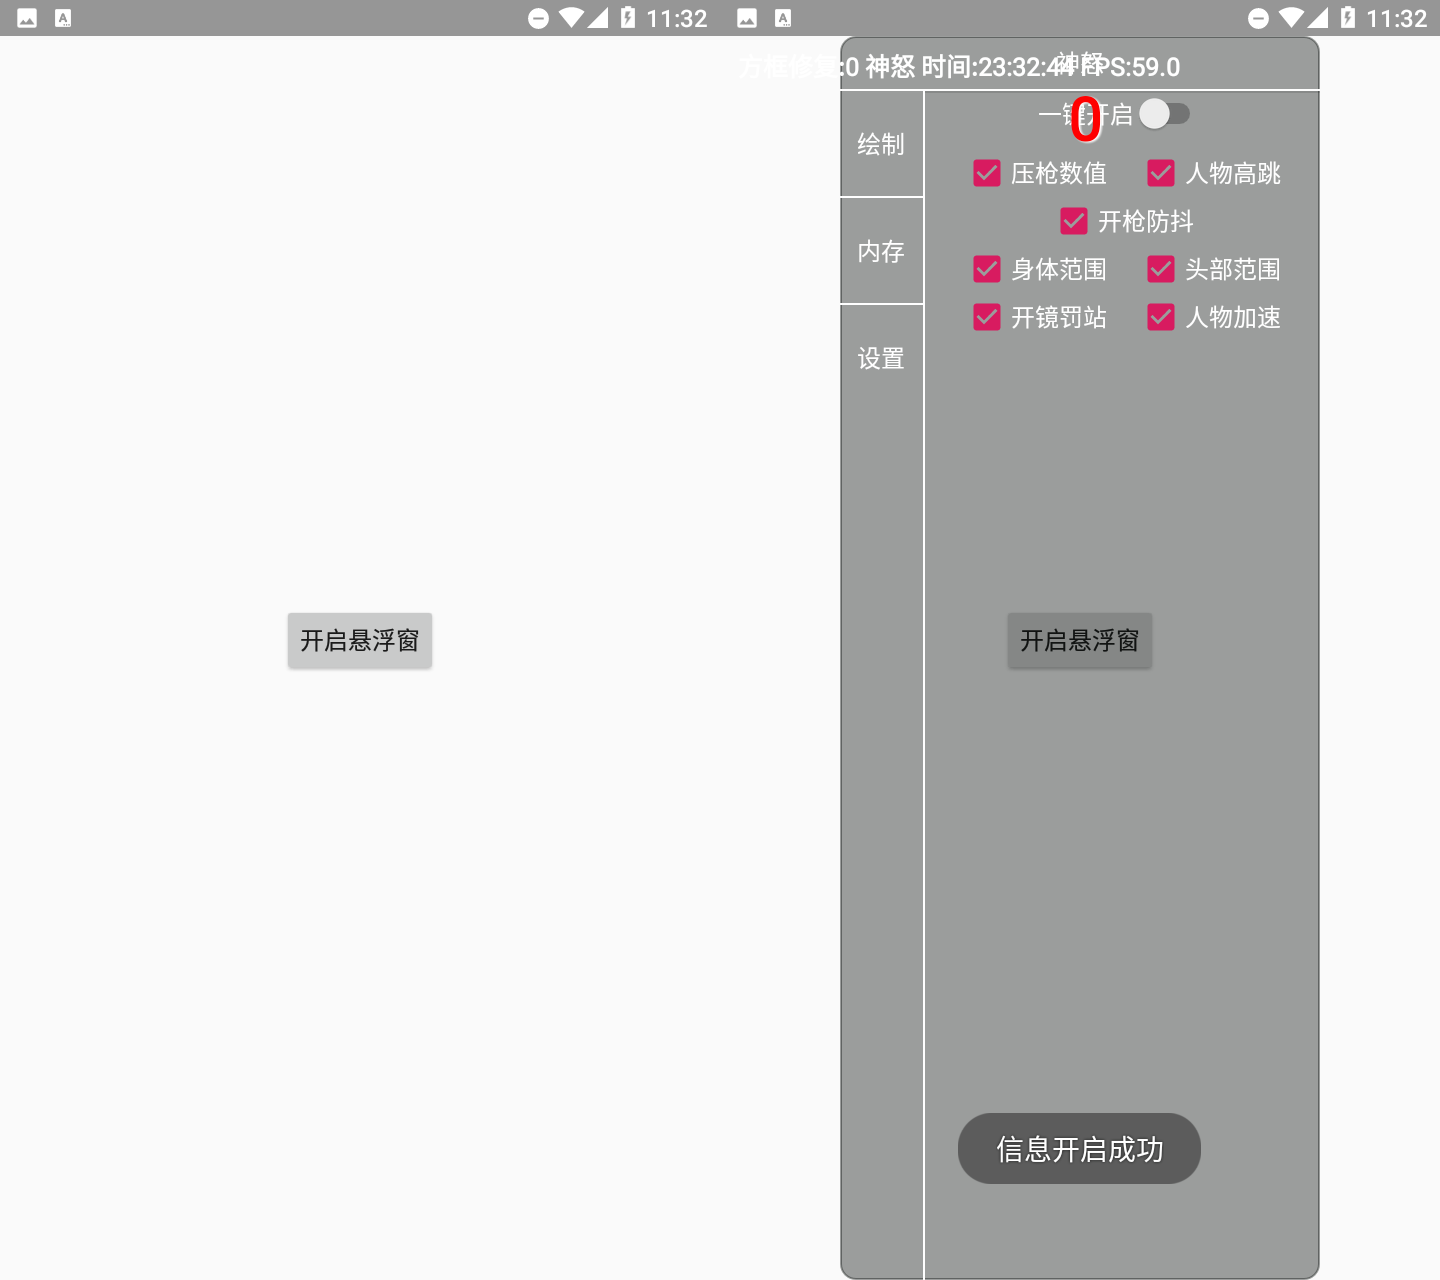 11:32
11:32
神怒
方框修复:0 神怒 时间:23:32:44 FPS:59.0
一键开启
0
绘制
压枪数值 人物高跳
开枪防抖
内存
身体范围 头部范围
开镜罚站 人物加速
设置
开启悬浮窗
开启悬浮窗
信息开启成功